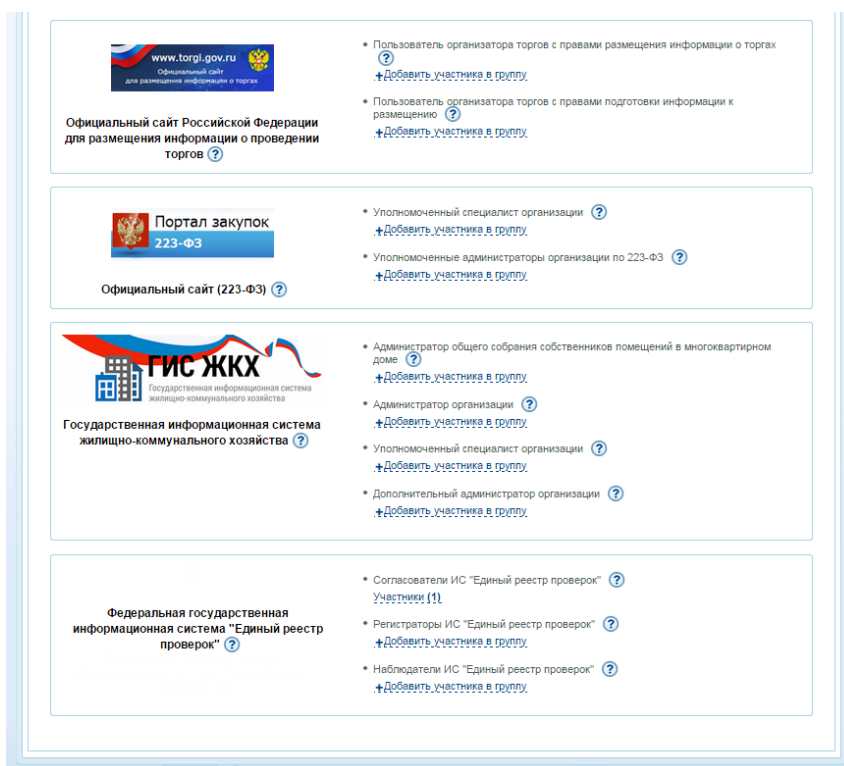 www.torgi.gov.ru
Официальный сайт
для размещения информации о торгах
Официальный сайт Российской Федерации
для размещения информации о проведении
торгов ?
• Пользователь организатора торгов с правами размещения информации о торгах
?
+Добавить участника в группу
• Пользователь организатора торгов с правами подготовки информации к
размещению ?
+Добавить участника в группу
Портал закупок
223-ФЗ
Официальный сайт (223-ФЗ) ?
• Уполномоченный специалист организации ?
+Добавить участника в группу
• Уполномоченные администраторы организации по 223-ФЗ ?
+Добавить участника в группу
ГИС ЖКХ
Государственная информационная система
жилищно-коммунального хозяйства
Государственная информационная система
жилищно-коммунального хозяйства ?
• Администратор общего собрания собственников помещений в многоквартирном
доме ?
+Добавить участника в группу
• Администратор организации ?
+Добавить участника в группу
• Уполномоченный специалист организации ?
+Добавить участника в группу
• Дополнительный администратор организации ?
+Добавить участника в группу
Федеральная государственная
информационная система "Единый реестр
проверок" ?
• Согласователи ИС "Единый реестр проверок" ?
Участники (1)
• Регистраторы ИС "Единый реестр проверок" ?
+Добавить участника в группу
• Наблюдатели ИС "Единый реестр проверок" ?
+Добавить участника в группу